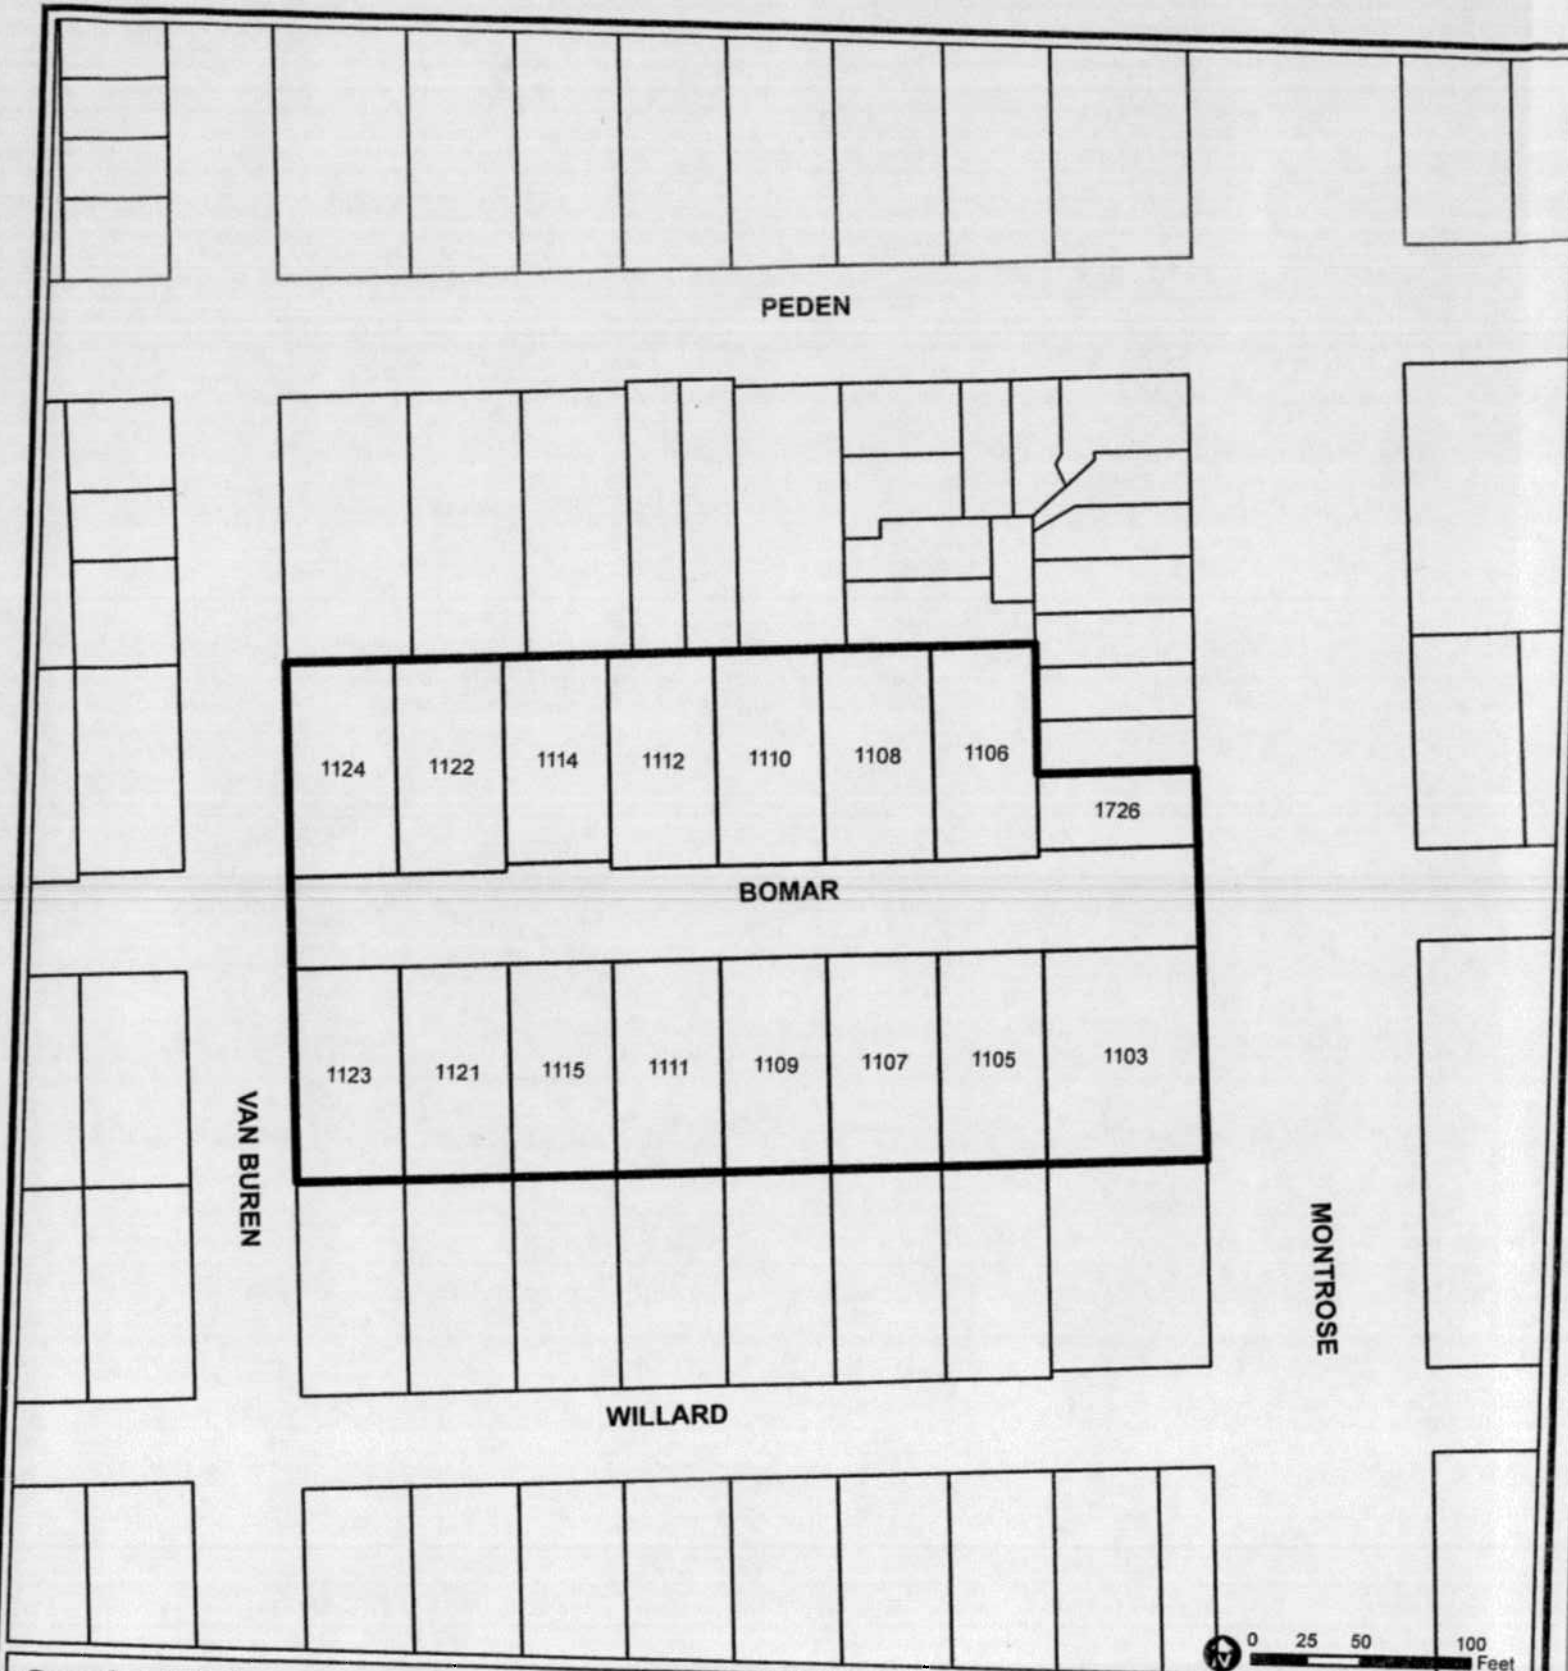 PEDEN
1124 1122 1114 1112 1110 1108 1106
1726
BOMAR
1123 1121 1115 1111 1109 1107 1105 1103
VAN BUREN
MONTROSE
WILLARD
N
0 25 50 100
Feet